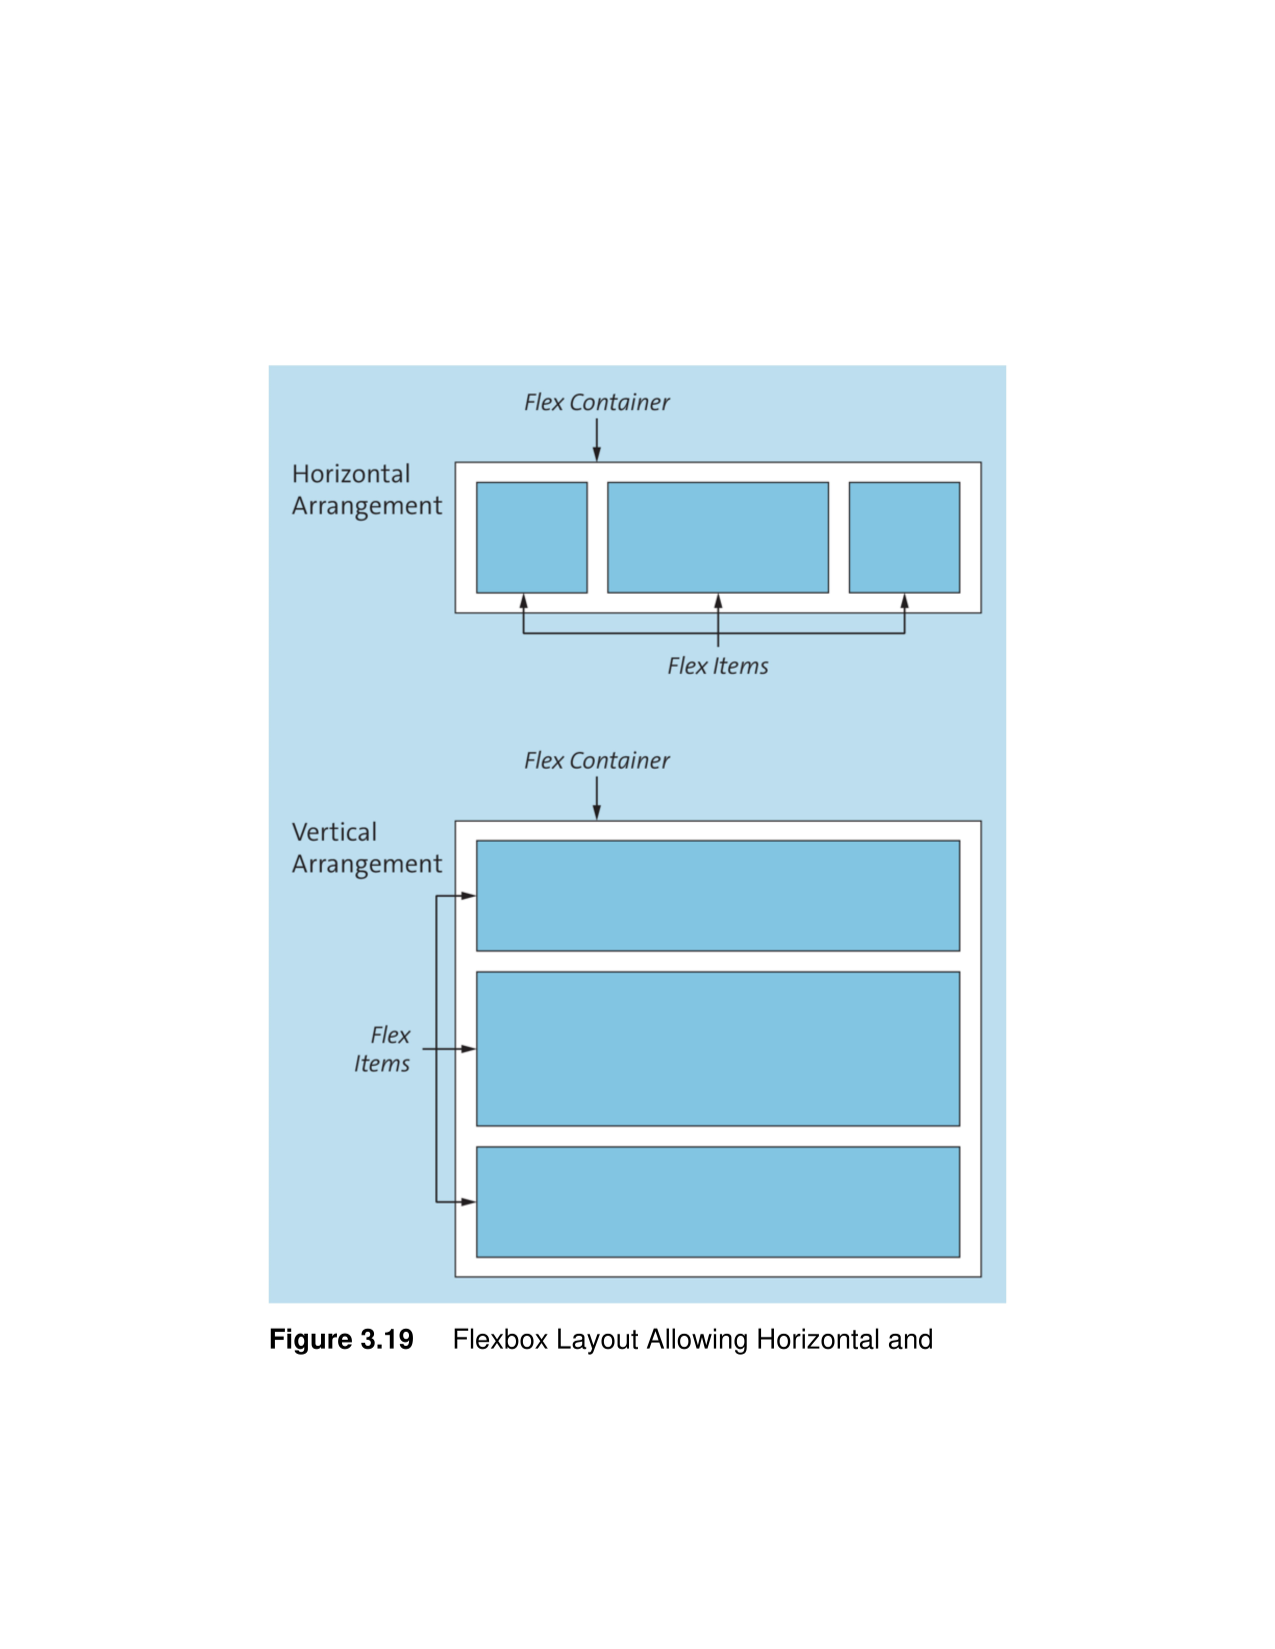 Flex Container
Horizontal
Arrangement
Flex Items
Flex Container
Vertical
Arrangement
Flex
Items
Figure 3.19 Flexbox Layout Allowing Horizontal and